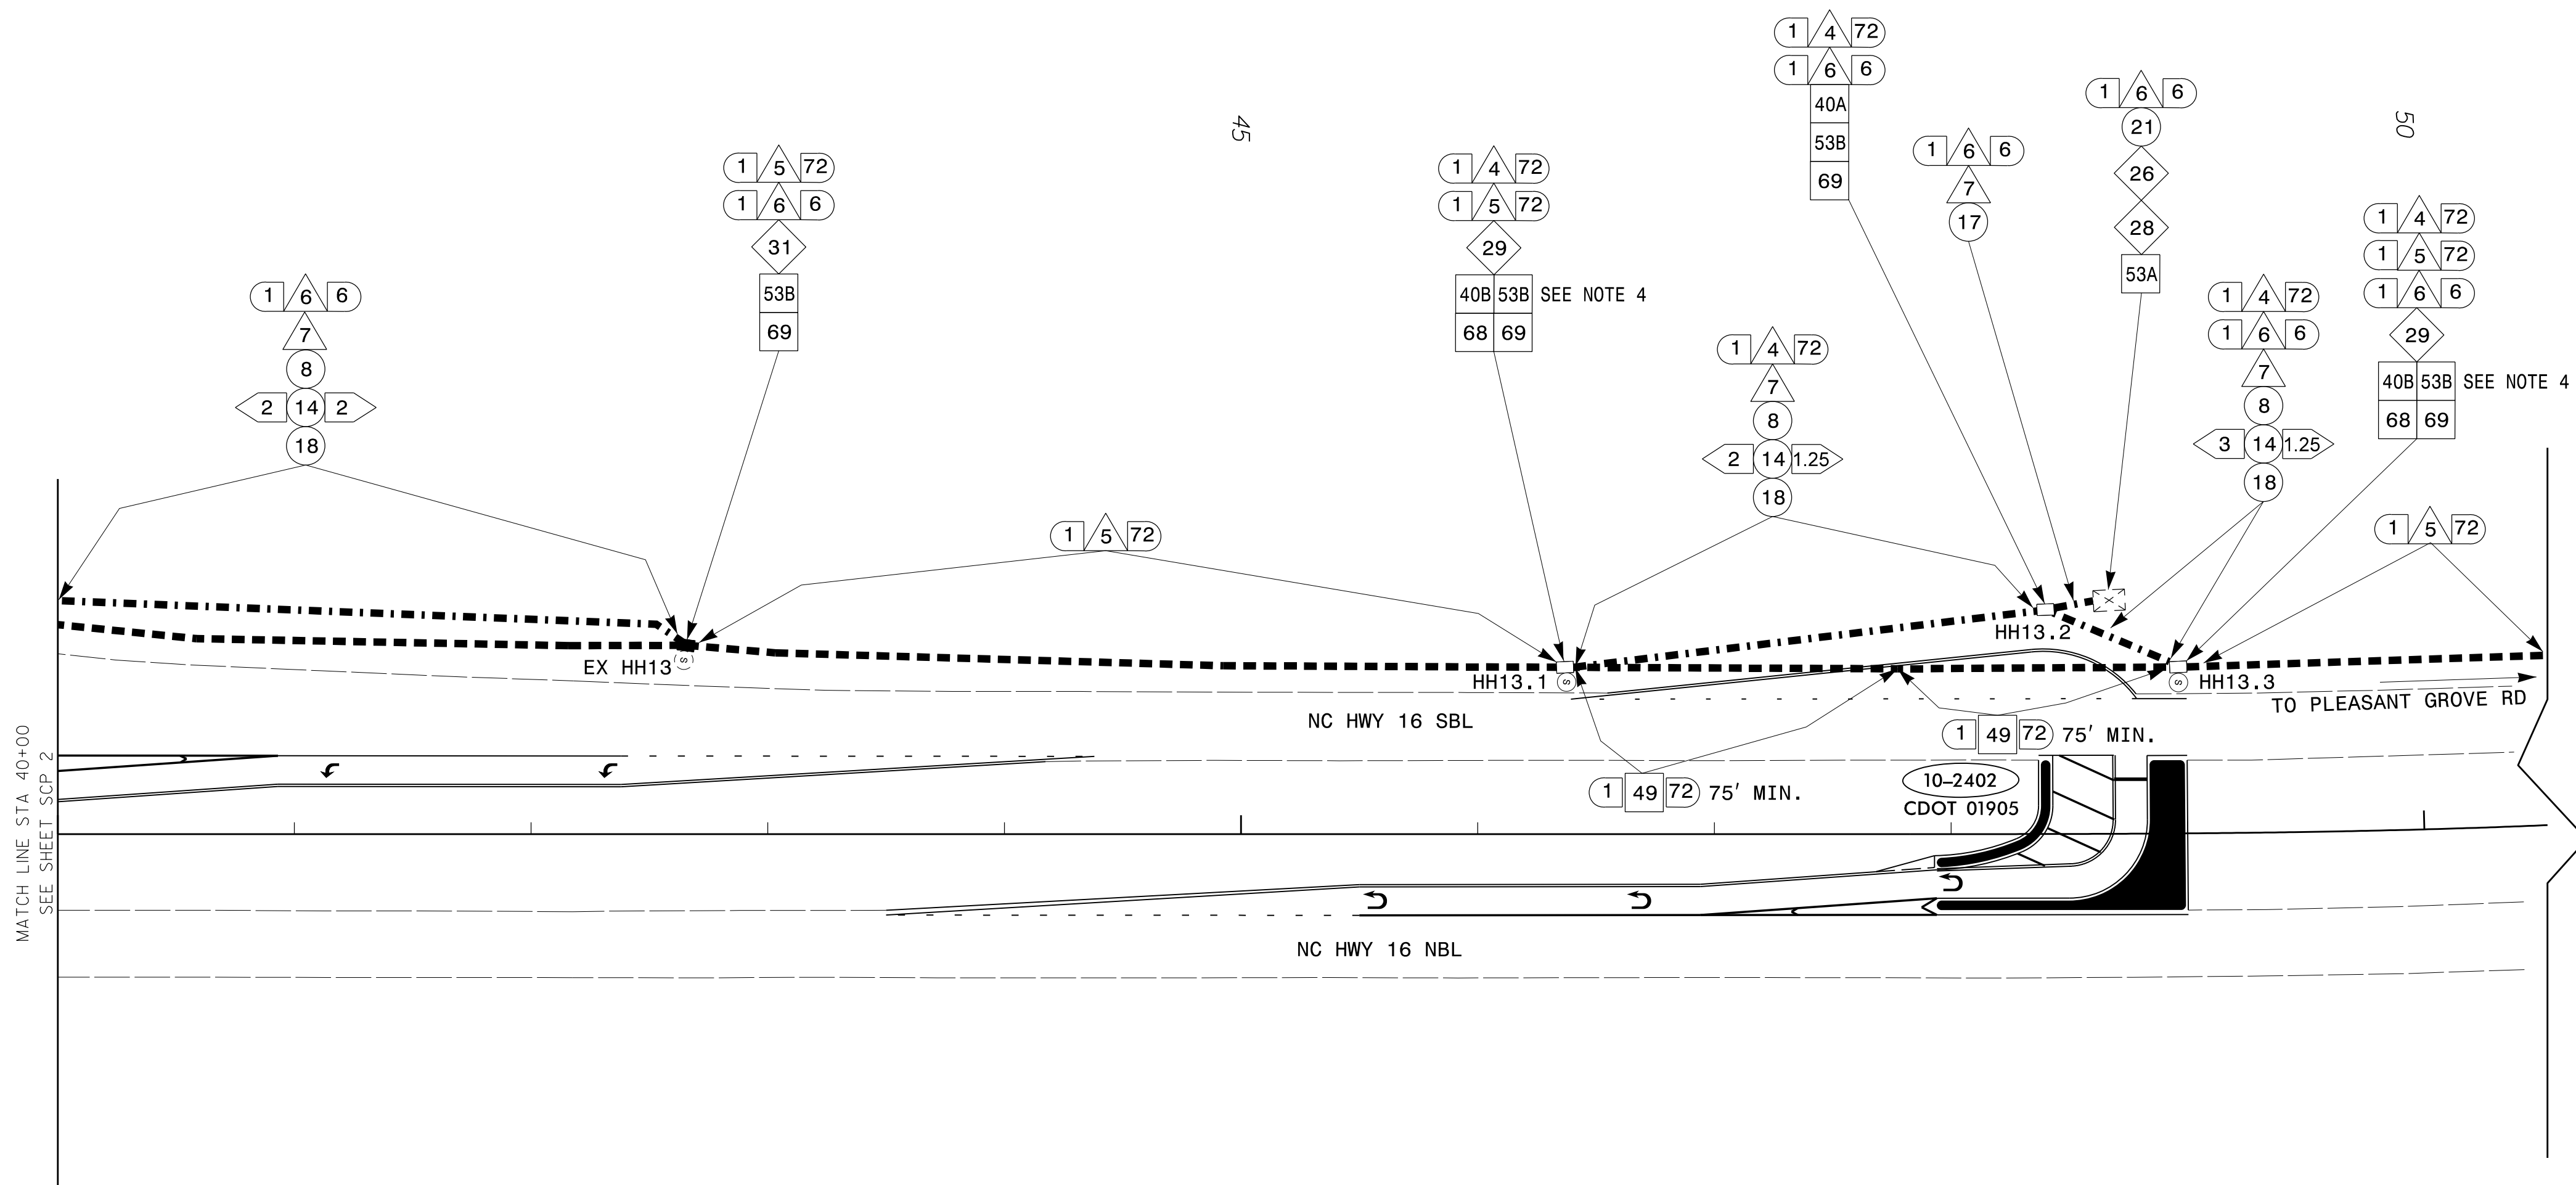 1 4 72
1 6 6
40A
53B
69
1 6 6
21
26
28
53A
45
50
1 6 6
7
17
1 5 72
1 6 6
31
53B
69
1 4 72
1 5 72
29
40B 53B SEE NOTE 4
68 69
1 4 72
1 5 72
1 6 6
29
40B 53B SEE NOTE 4
68 69
1 6 6
7
8
2 14 2
18
1 4 72
1 6 6
7
8
3 14 1.25
18
1 4 72
7
8
2 14 1.25
18
1 5 72
1 5 72
HH13.2
X
EX HH13
S
HH13.1
S
HH13.3
S
TO PLEASANT GROVE RD
NC HWY 16 SBL
1 49 72 75' MIN.
1 49 72 75' MIN.
10-2402
CDOT 01905
MATCH LINE STA 40+00
SEE SHEET SCP 2
NC HWY 16 NBL